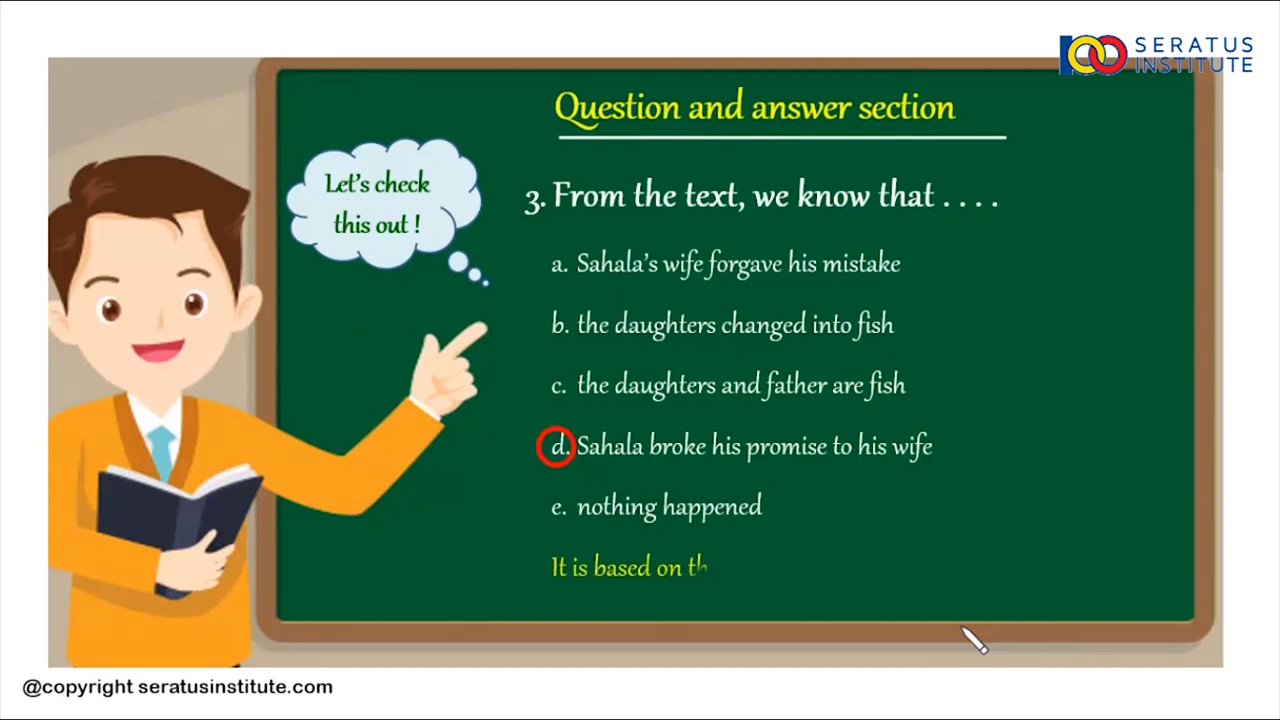 SERATUS
INSTITUTE
Question and answer section
Let's check
this out !
3. From the text, we know that . . . .
a. Sahala's wife forgave his mistake
b. the daughters changed into fish
c. the daughters and father are fish
d. Sahala broke his promise to his wife
e. nothing happened
It is based on th
@copyright seratusinstitute.com